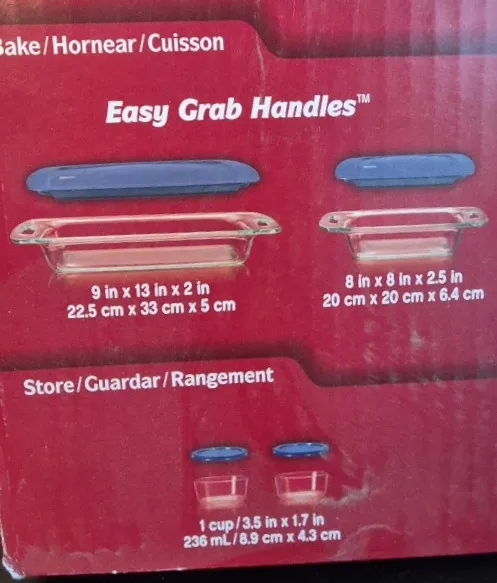 Bake/Hornear/Cuisson
Easy Grab Handles™
9 in x 13 in x 2 in
22.5 cm x 33 cm x 5 cm
8 in x 8 in x 2.5 in
20 cm x 20 cm x 6.4 cm
Store/Guardar/Rangement
1 cup/3.5 in x 1.7 in
236 mL/8.9 cm x 4.3 cm